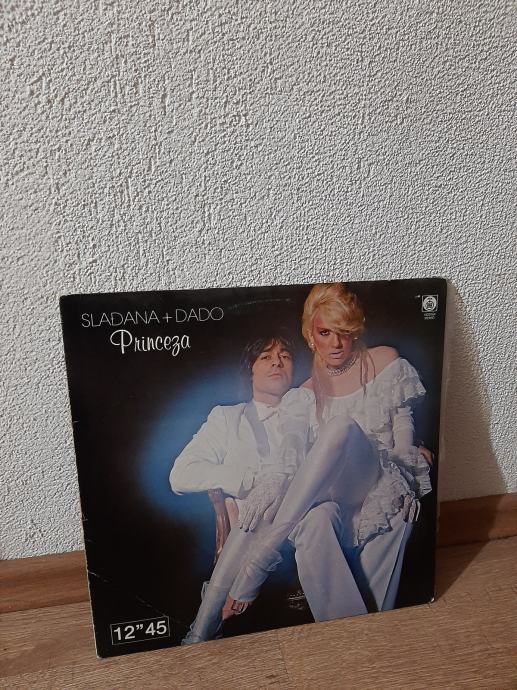 SLAĐANA + DADO
Princeza
12” 45